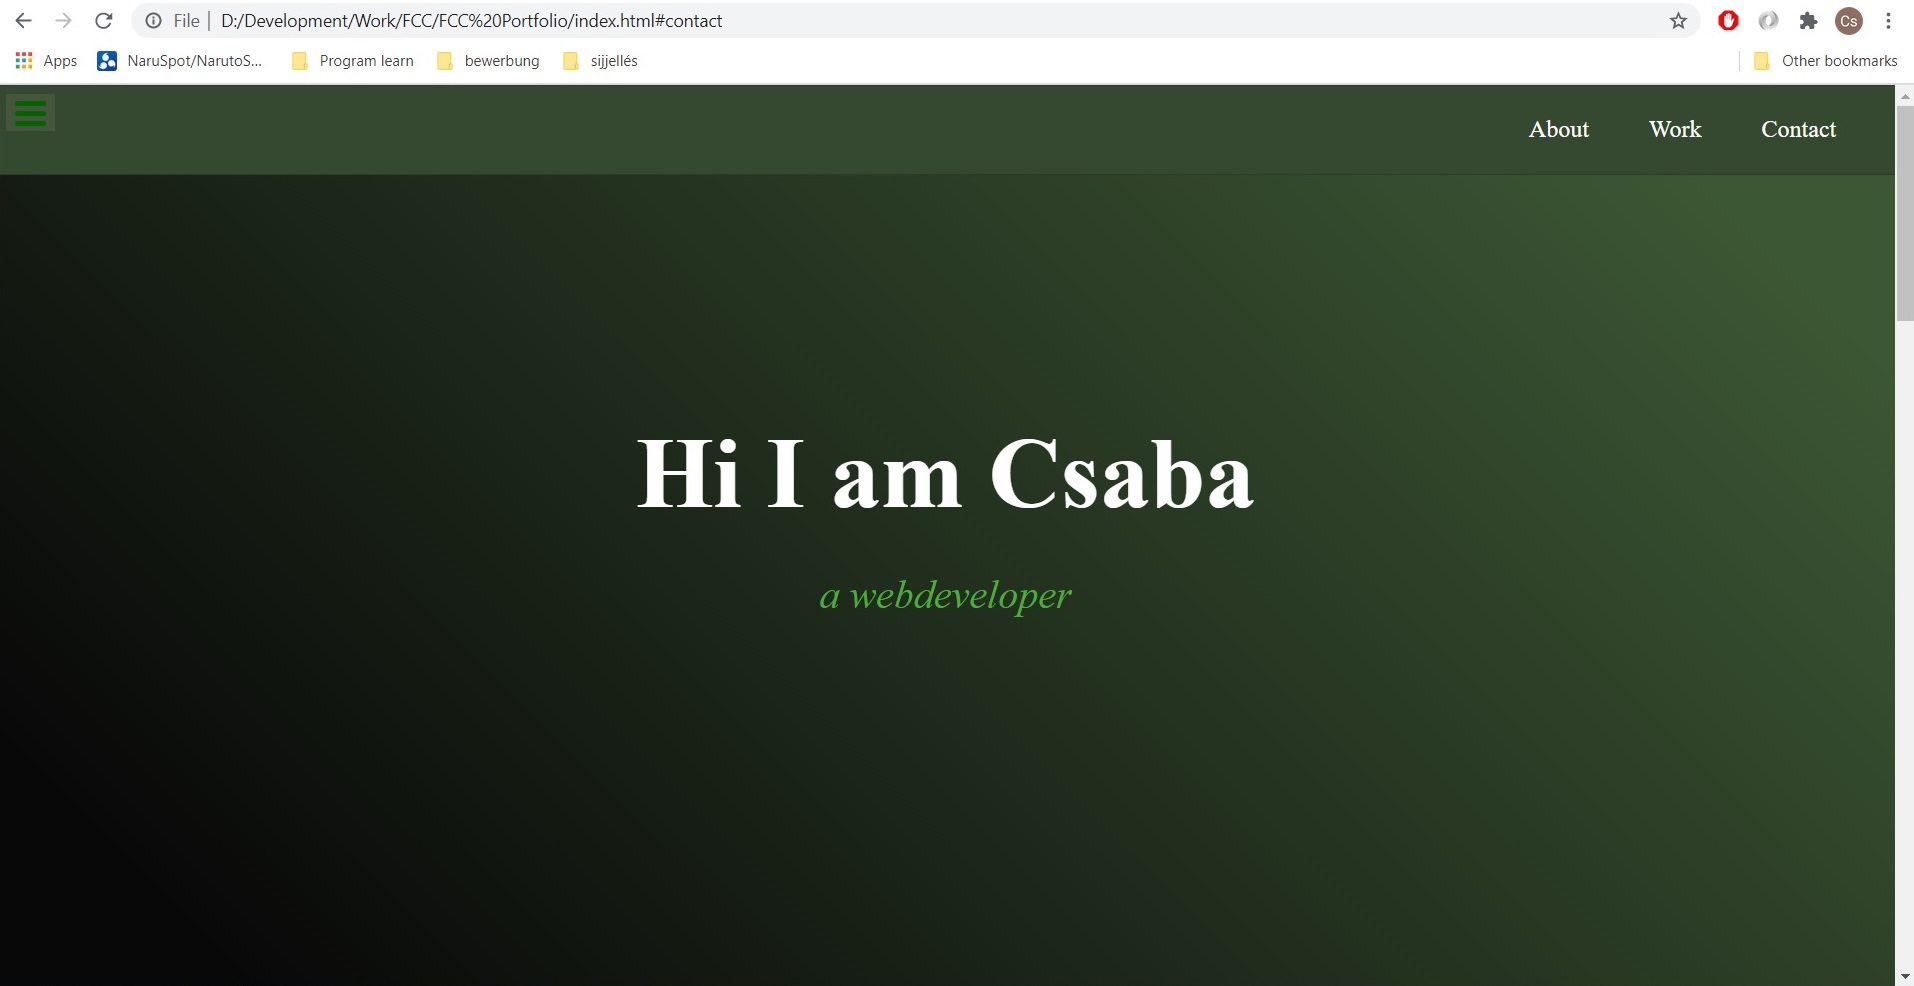 File | D:/Development/Work/FCC/FCC%20Portfolio/index.html#contact
Cs
Apps NaruSpot/NarutoS... Program learn bewerbung sijjellés Other bookmarks
About Work Contact
Hi I am Csaba
a webdeveloper